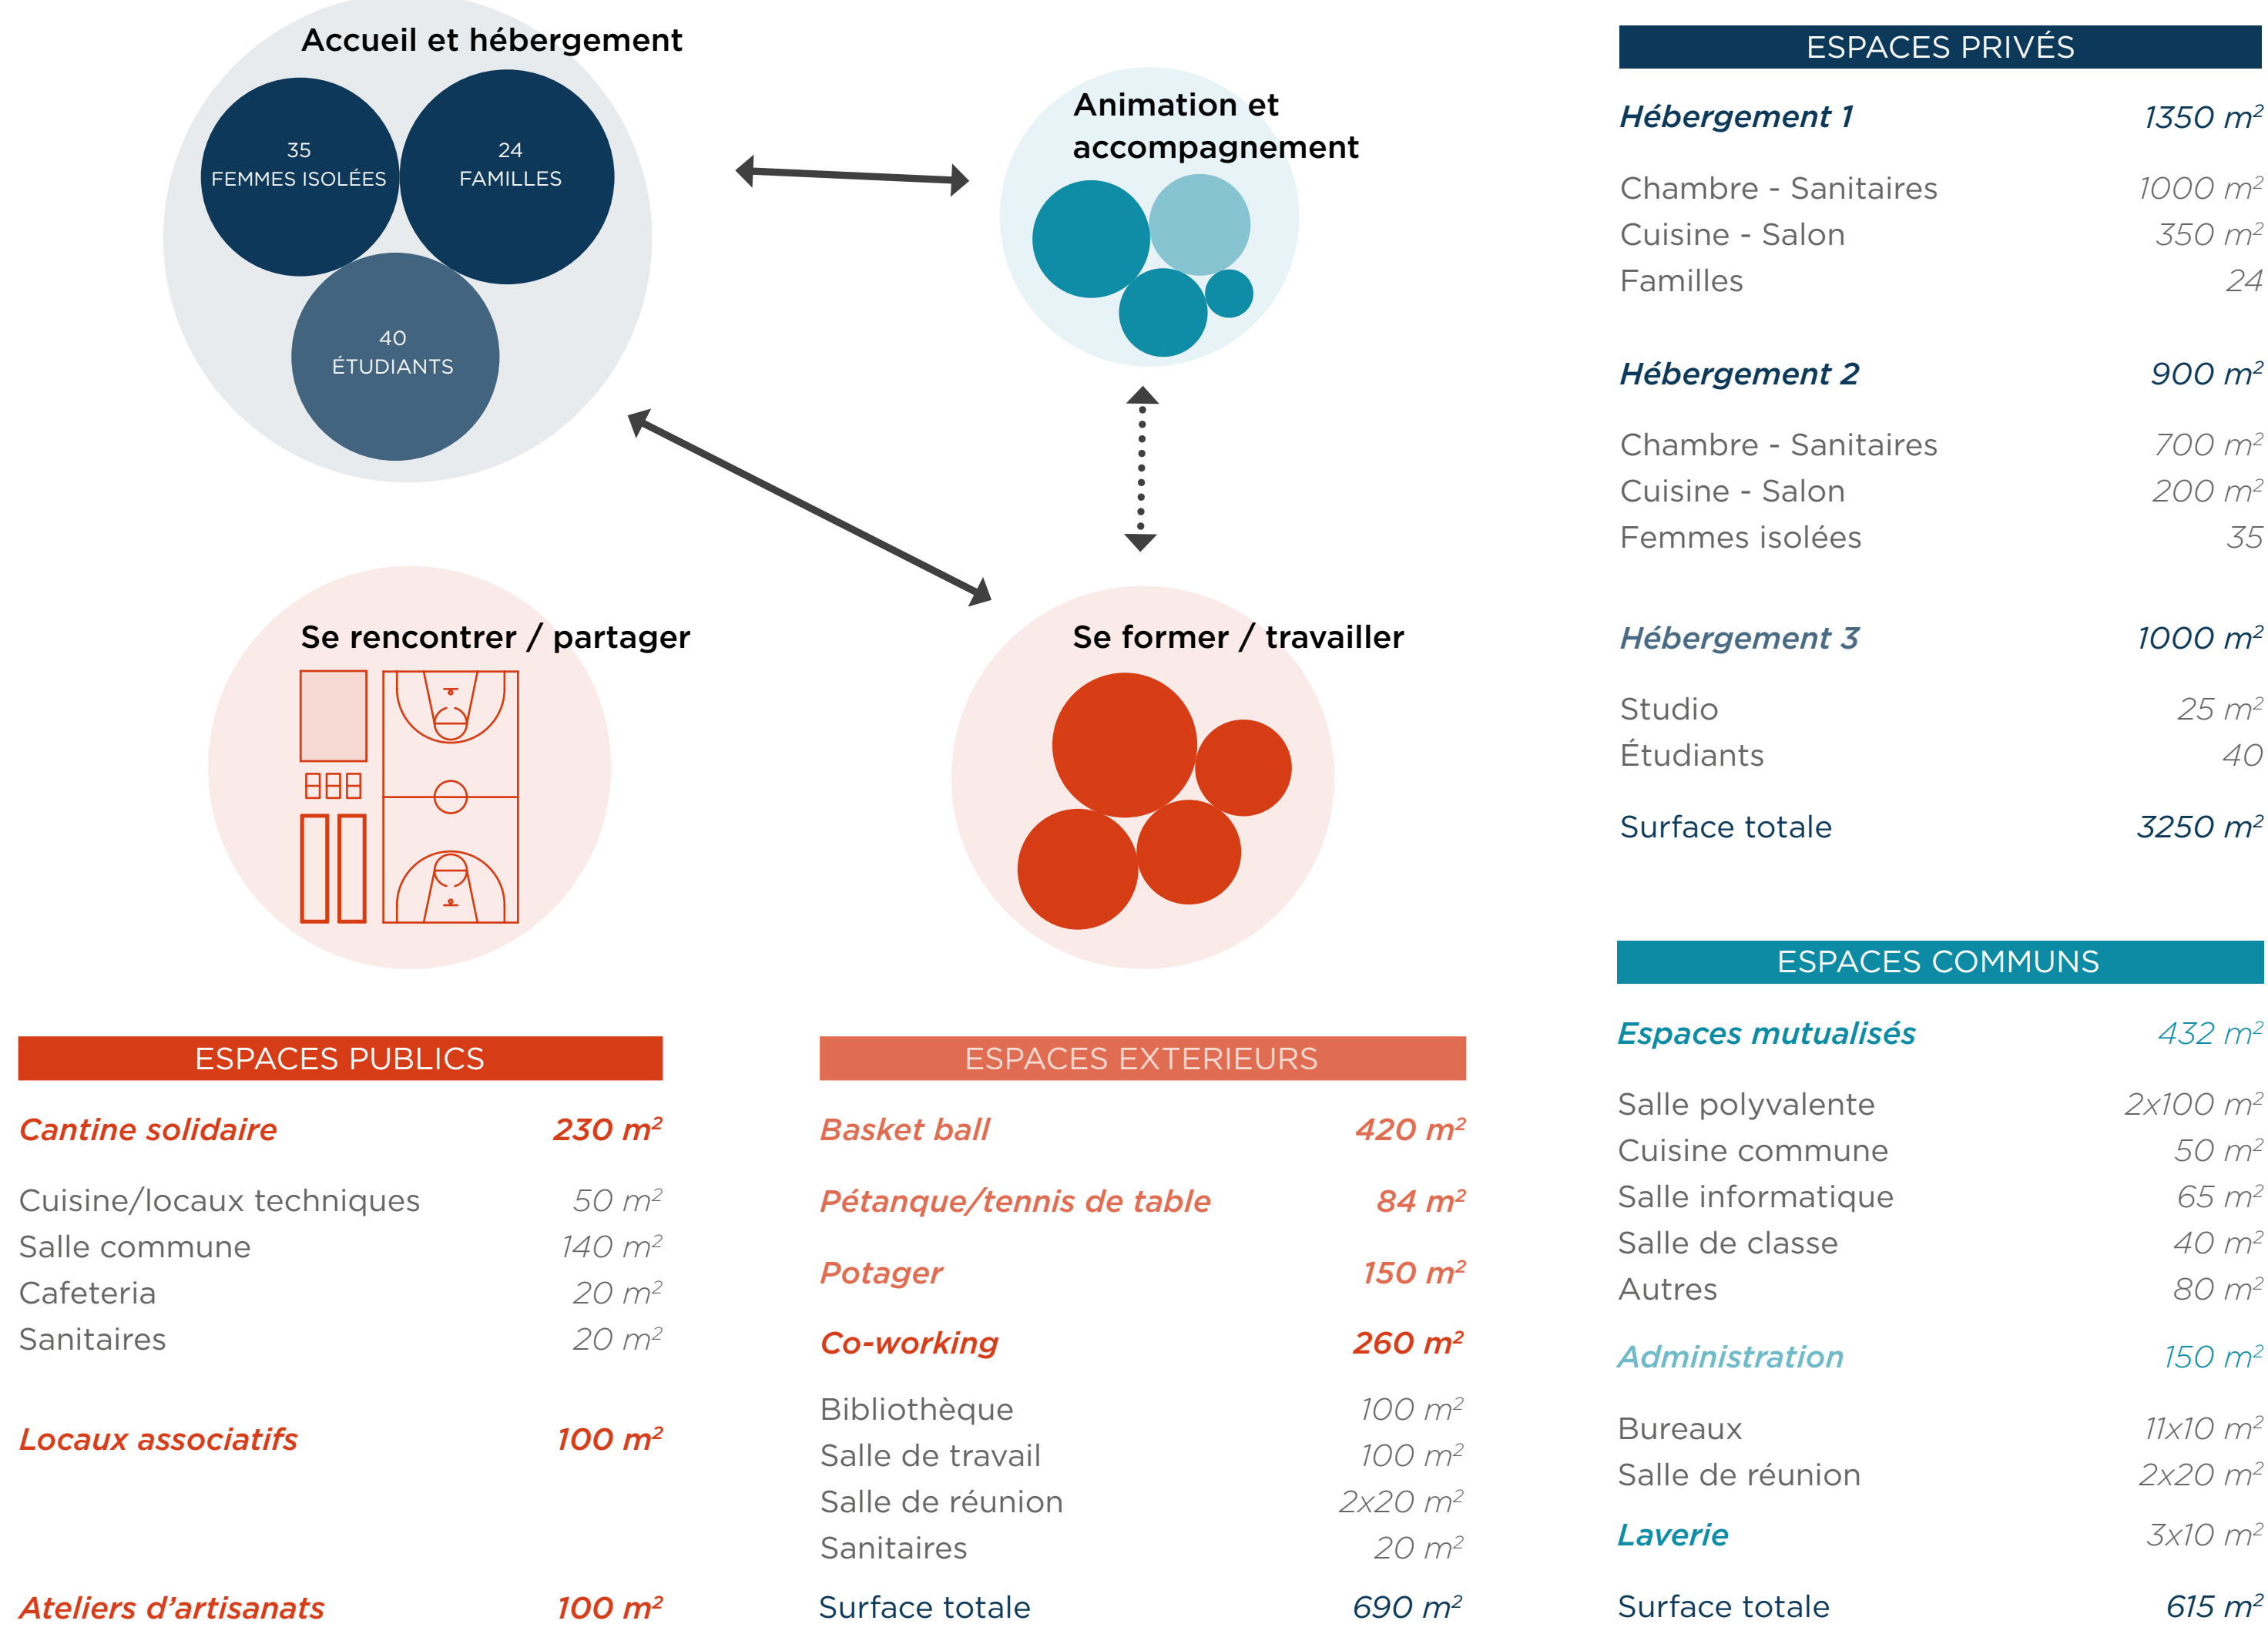 Accueil et hébergement
35
FEMMES ISOLÉES
24
FAMILLES
40
ÉTUDIANTS
Animation et
accompagnement
Se rencontrer / partager
Se former / travailler
ESPACES PRIVÉS
Hébergement 1 1350 m²
Chambre - Sanitaires 1000 m²
Cuisine - Salon 350 m²
Familles 24
Hébergement 2 900 m²
Chambre - Sanitaires 700 m²
Cuisine - Salon 200 m²
Femmes isolées 35
Hébergement 3 1000 m²
Studio 25 m²
Étudiants 40
Surface totale 3250 m²
ESPACES PUBLICS
Cantine solidaire 230 m²
Cuisine/locaux techniques 50 m²
Salle commune 140 m²
Cafeteria 20 m²
Sanitaires 20 m²
Locaux associatifs 100 m²
Ateliers d’artisanats 100 m²
ESPACES EXTERIEURS
Basket ball 420 m²
Pétanque/tennis de table 84 m²
Potager 150 m²
Co-working 260 m²
Bibliothèque 100 m²
Salle de travail 100 m²
Salle de réunion 2x20 m²
Sanitaires 20 m²
Surface totale 690 m²
ESPACES COMMUNS
Espaces mutualisés 432 m²
Salle polyvalente 2x100 m²
Cuisine commune 50 m²
Salle informatique 65 m²
Salle de classe 40 m²
Autres 80 m²
Administration 150 m²
Bureaux 11x10 m²
Salle de réunion 2x20 m²
Laverie 3x10 m²
Surface totale 615 m²